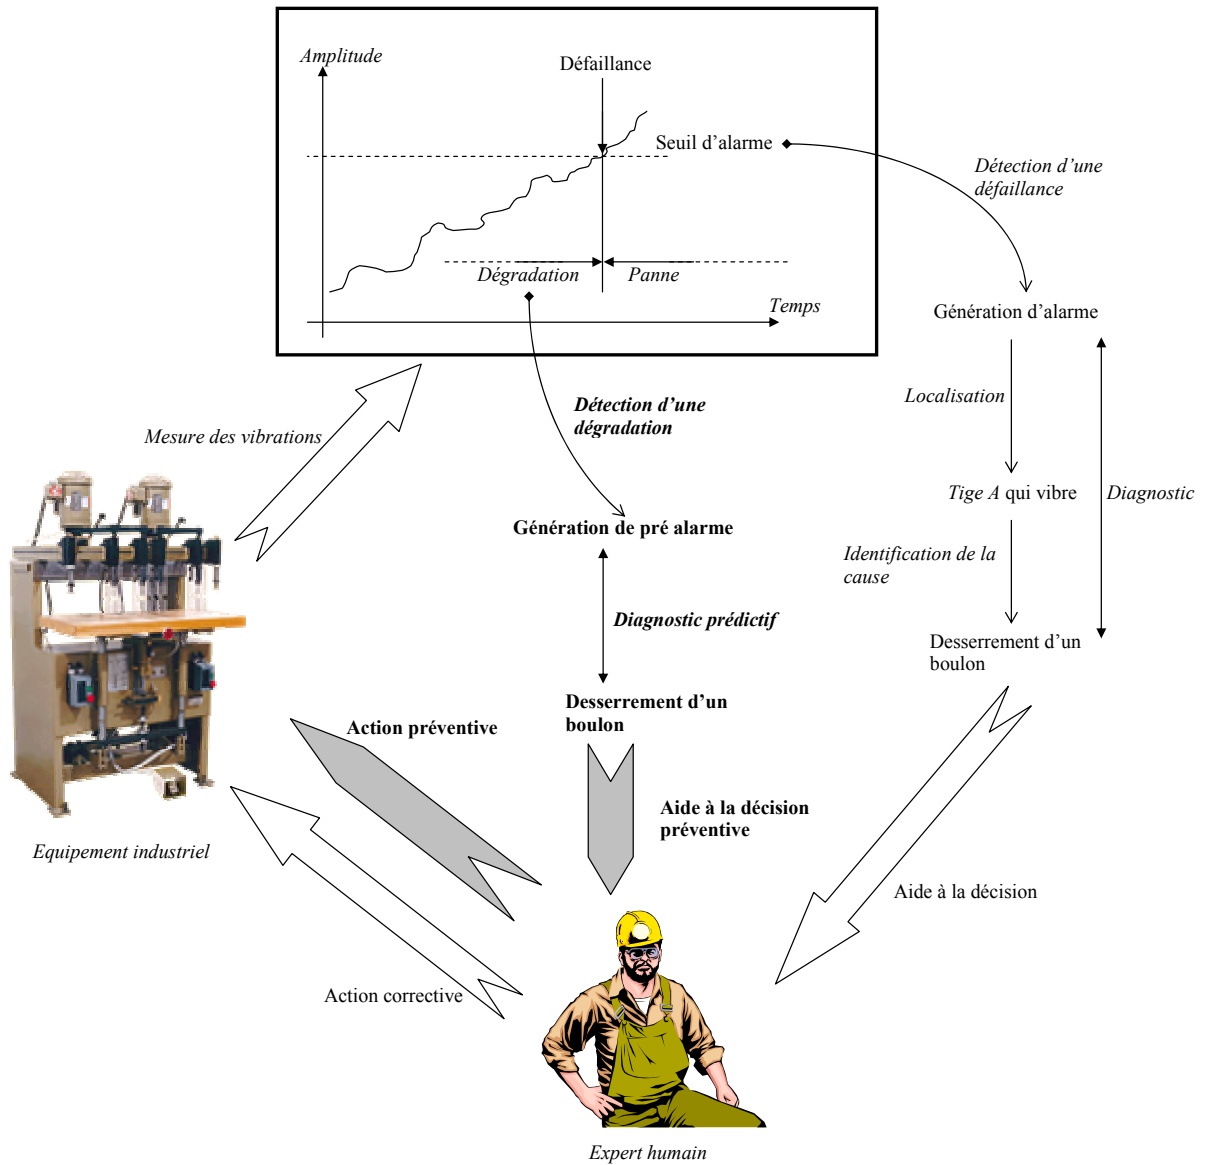 Amplitude
Défaillance
Seuil d’alarme
Détection d’une
défaillance
Dégradation
Panne
Temps
Génération d’alarme
Localisation
Détection d’une
dégradation
Mesure des vibrations
Tige A qui vibre
Diagnostic
Génération de pré alarme
Identification de la
cause
Diagnostic prédictif
Desserrement d’un
boulon
Desserrement d’un
boulon
Action préventive
Aide à la décision
préventive
Equipement industriel
Aide à la décision
Action corrective
Expert humain